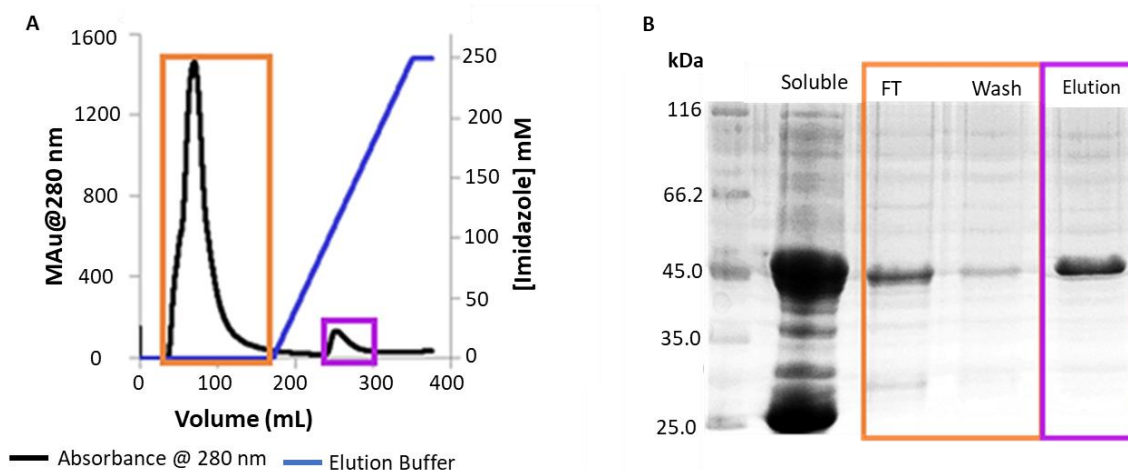 A
MAu@280 nm
1600
1200
800
400
0
0 100 200 300 400
Volume (mL)
250
200
150
100
50
0
[Imidazole] mM
Absorbance @ 280 nm Elution Buffer
B
kDa
Soluble FT Wash Elution
116
66.2
45.0
35.0
25.0